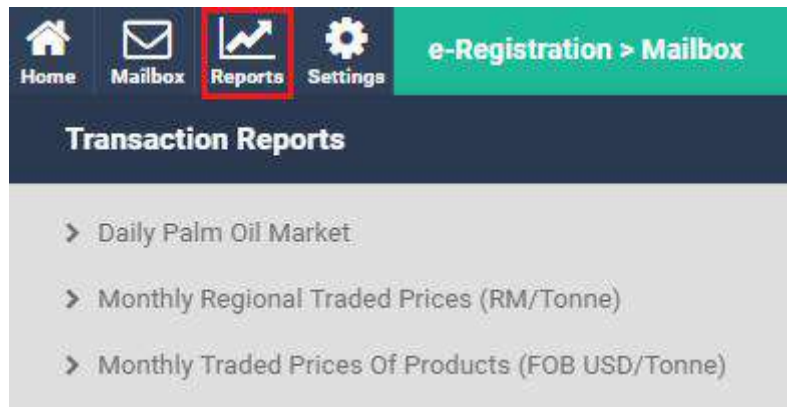 Home Mailbox Reports Settings e-Registration > Mailbox
Transaction Reports
Daily Palm Oil Market
Monthly Regional Traded Prices (RM/Tonne)
Monthly Traded Prices Of Products (FOB USD/Tonne)